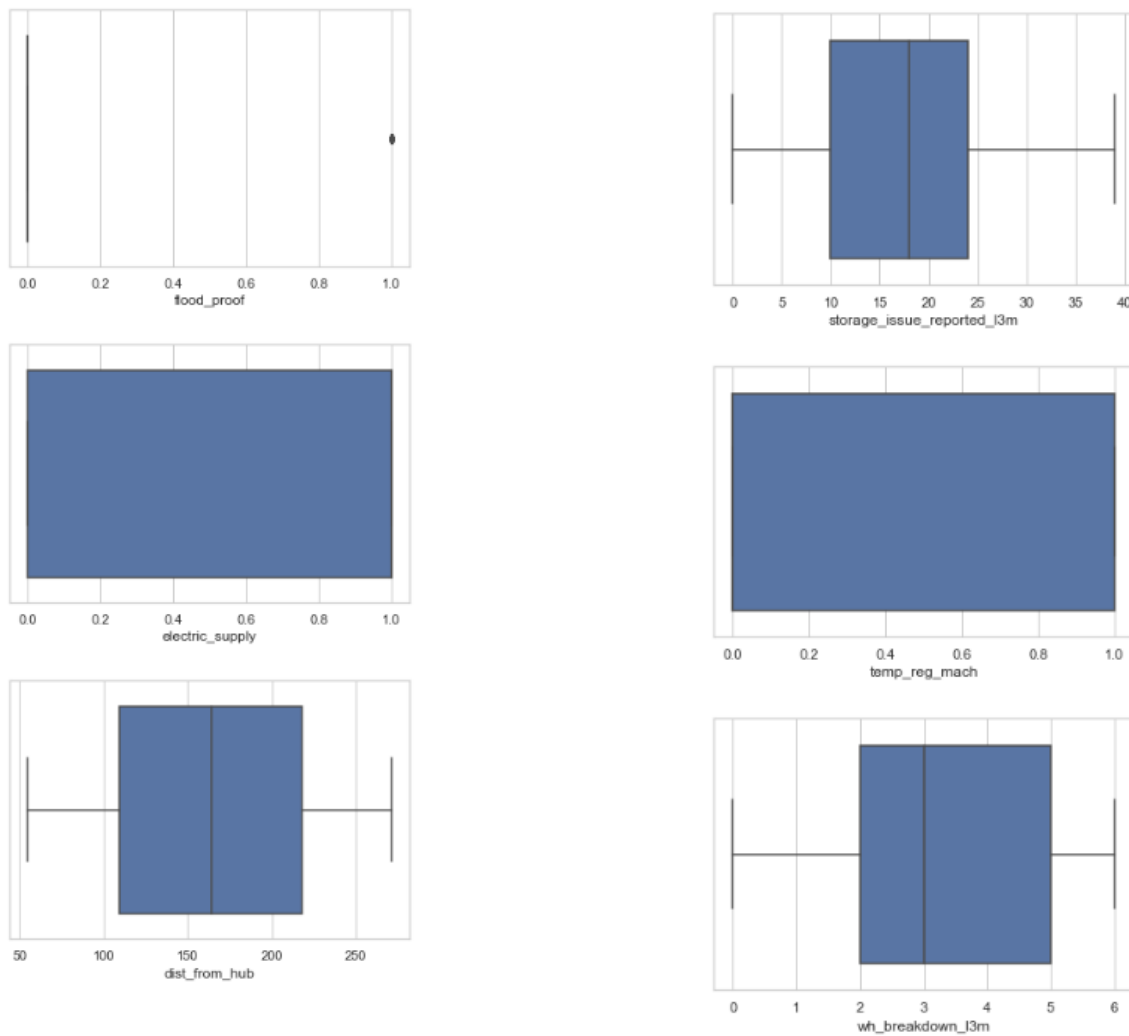 0.0 0.2 0.4 0.6 0.8 1.0
flood_proof
0 5 10 15 20 25 30 35 40
storage_issue_reported_l3m
0.0 0.2 0.4 0.6 0.8 1.0
electric_supply
0.0 0.2 0.4 0.6 0.8 1.0
temp_reg_mach
50 100 150 200 250
dist_from_hub
0 1 2 3 4 5 6
wh_breakdown_l3m